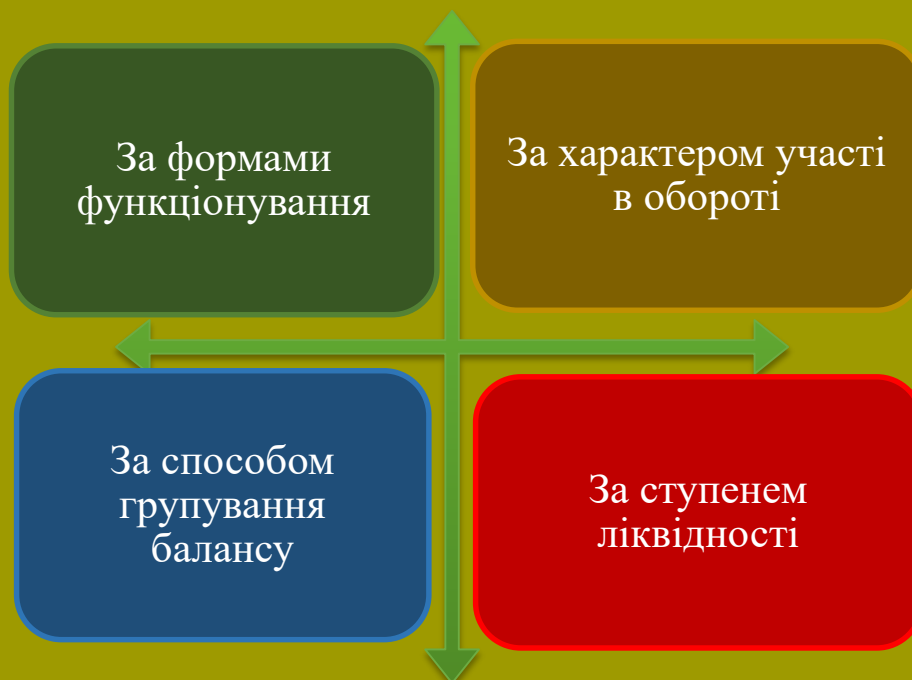 За формами
функціонування
За характером участі
в обороті
За способом
групування
балансу
За ступенем
ліквідності